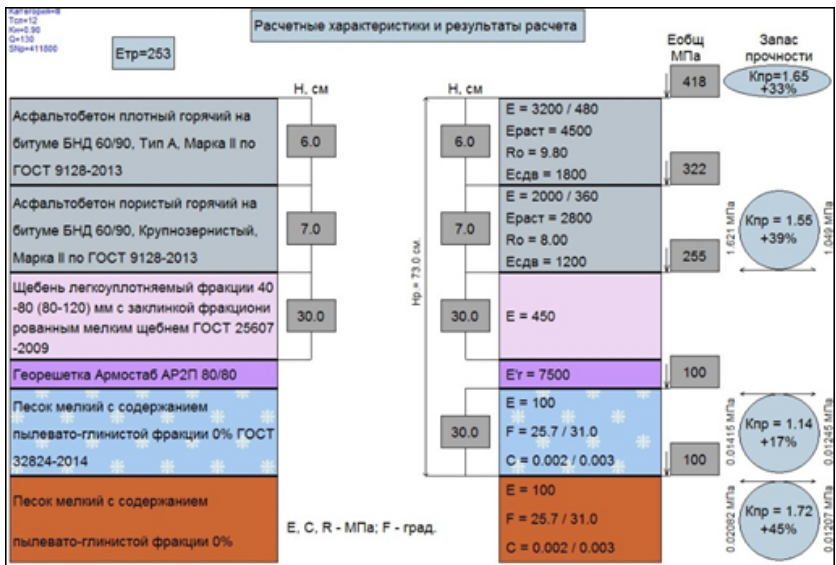 Категория=III
Тсл=12
Кн=0.90
Q=130
SNp=411800
Расчетные характеристики и результаты расчета
Етр=253
Еобщ
МПа
Запас
прочности
418
Кпр=1.65
+33%
Н, см
Н, см
Асфальтобетон плотный горячий на
битуме БНД 60/90, Тип А, Марка II по
ГОСТ 9128-2013
6.0
6.0
E = 3200 / 480
Ераст = 4500
Ro = 9.80
Есдв = 1800
322
Асфальтобетон пористый горячий на
битуме БНД 60/90, Крупнозернистый,
Марка II по ГОСТ 9128-2013
7.0
7.0
E = 2000 / 360
Ераст = 2800
Ro = 8.00
Есдв = 1200
255
1.621 МПа
Кпр = 1.55
+39%
1.049 МПа
Нр.= 73.0 см.
Щебень легкоуплотняемый фракции 40
-80 (80-120) мм с заклинкой фракциони
рованным мелким щебнем ГОСТ 25607
-2009
30.0
30.0
E = 450
Георешетка Армостаб АР2П 80/80
E'r = 7500
100
Песок мелкий с содержанием
пылевато-глинистой фракции 0% ГОСТ
32824-2014
30.0
E = 100
F = 25.7 / 31.0
C = 0.002 / 0.003
100
0.01415 МПа
Кпр = 1.14
+17%
0.01245 МПа
Песок мелкий с содержанием
пылевато-глинистой фракции 0%
E, C, R - МПа; F - град.
E = 100
F = 25.7 / 31.0
C = 0.002 / 0.003
0.02082 МПа
Кпр = 1.72
+45%
0.01207 МПа